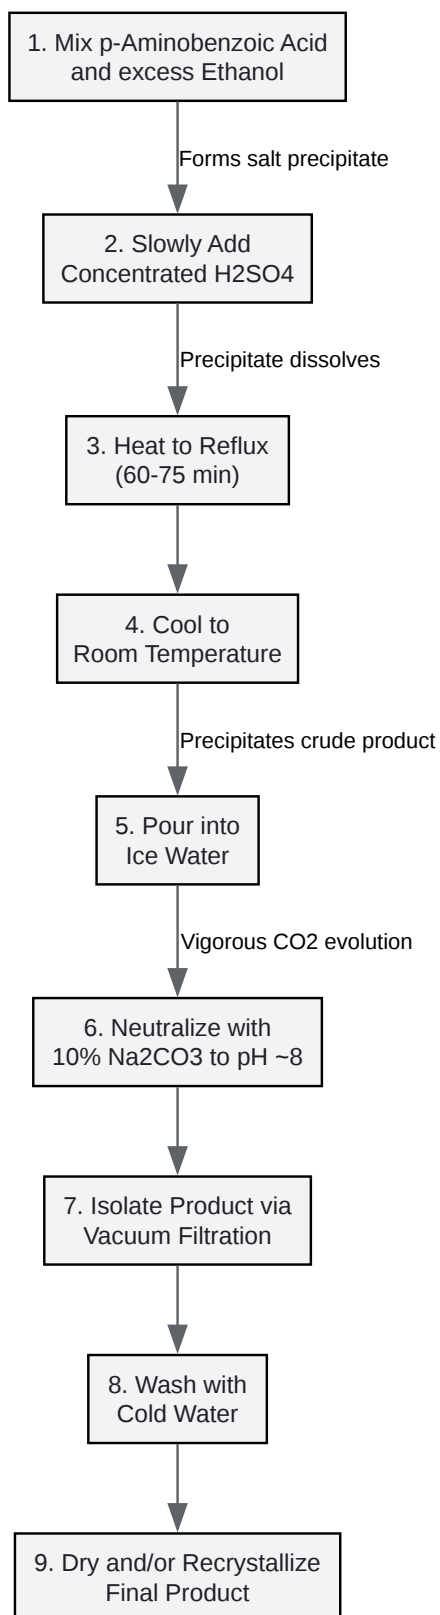 1. Mix p-Aminobenzoic Acid
and excess Ethanol
Forms salt precipitate
2. Slowly Add
Concentrated H2SO4
Precipitate dissolves
3. Heat to Reflux
(60-75 min)
4. Cool to
Room Temperature
Precipitates crude product
5. Pour into
Ice Water
Vigorous CO2 evolution
6. Neutralize with
10% Na2CO3 to pH ~8
7. Isolate Product via
Vacuum Filtration
8. Wash with
Cold Water
9. Dry and/or Recrystallize
Final Product